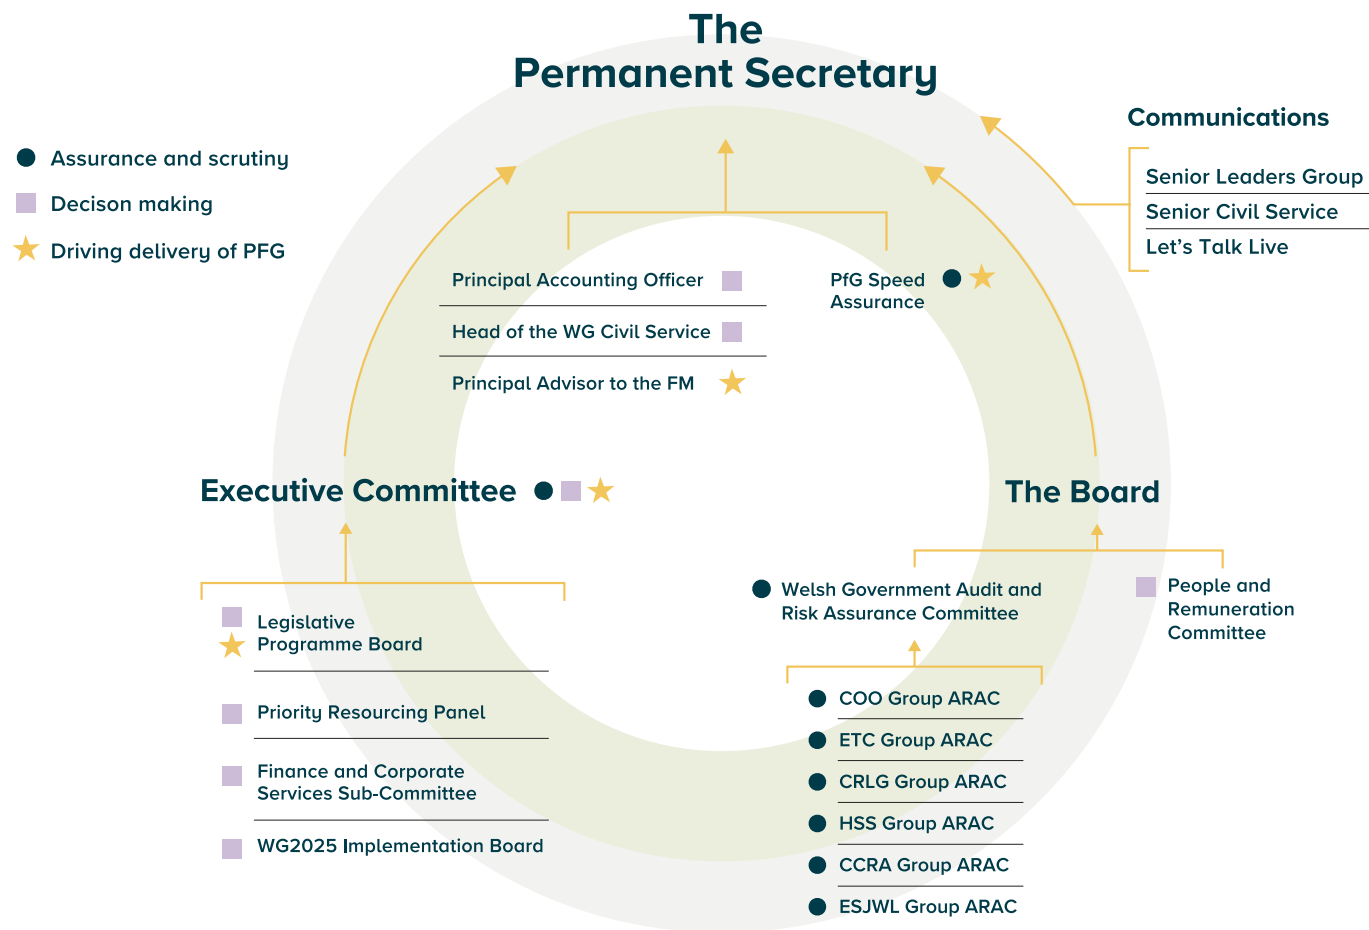 The
Permanent Secretary
Communications
Senior Leaders Group
Senior Civil Service
Let's Talk Live
Assurance and scrutiny
Decison making
Driving delivery of PFG
Principal Accounting Officer
Head of the WG Civil Service
Principal Advisor to the FM
PfG Speed
Assurance
Executive Committee
The Board
Legislative
Programme Board
Priority Resourcing Panel
Finance and Corporate
Services Sub-Committee
WG2025 Implementation Board
Welsh Government Audit and
Risk Assurance Committee
People and
Remuneration
Committee
COO Group ARAC
ETC Group ARAC
CRLG Group ARAC
HSS Group ARAC
CCRA Group ARAC
ESJWL Group ARAC